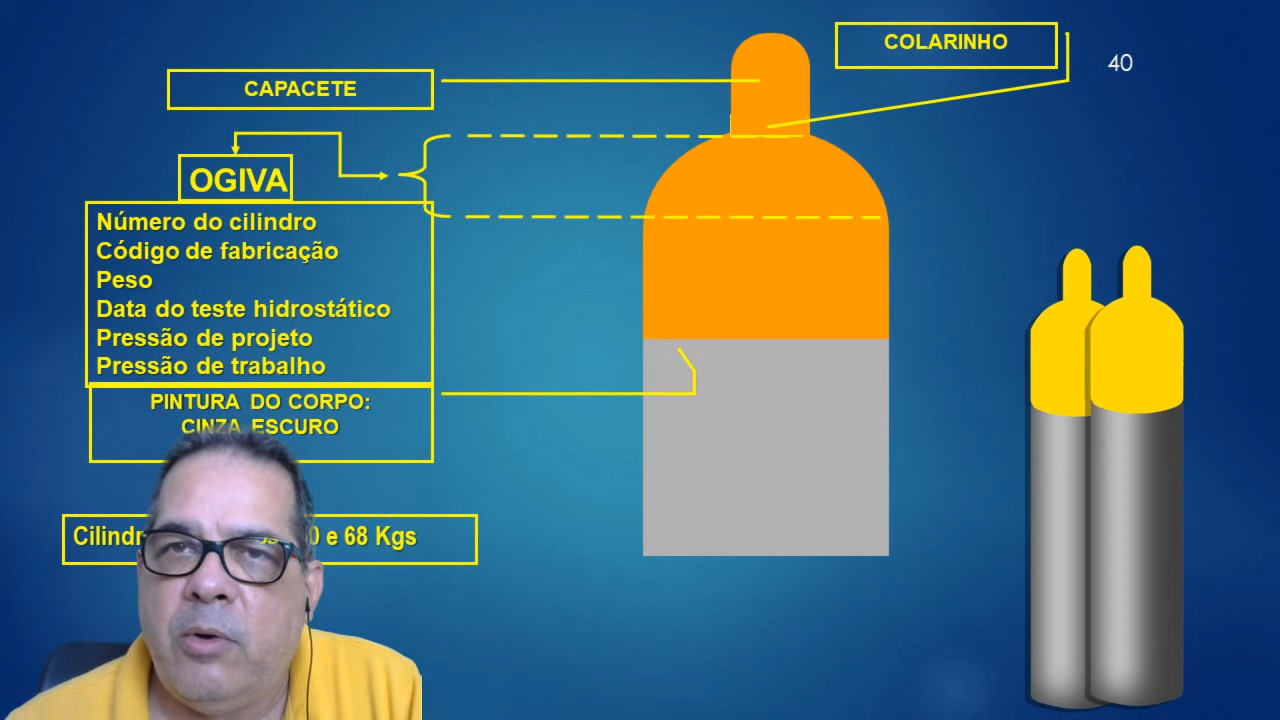 COLARINHO
40
CAPACETE
OGIVA
Número do cilindro
Código de fabricação
Peso
Data do teste hidrostático
Pressão de projeto
Pressão de trabalho
PINTURA DO CORPO:
CINZA ESCURO
e 68 Kgs